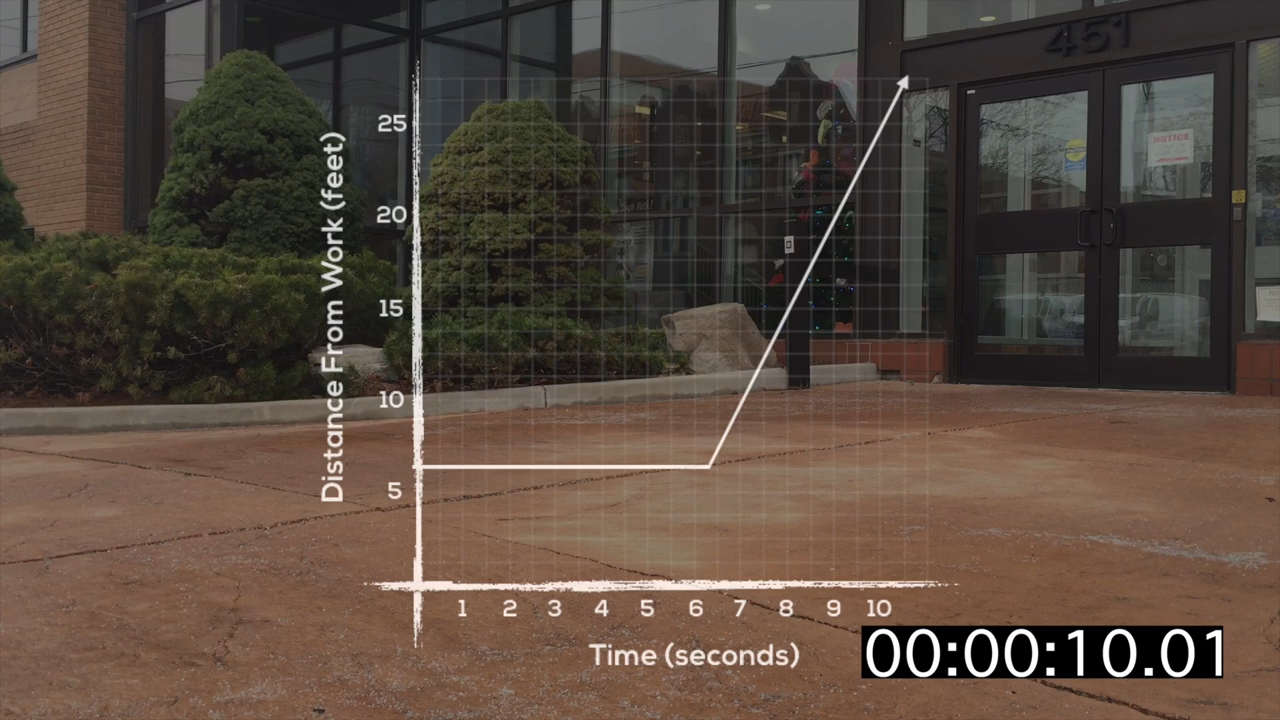 451
NOTICE
25
20
15
10
5
Distance From Work (feet)
1 2 3 4 5 6 7 8 9 10
Time (seconds)
00:00:10.01